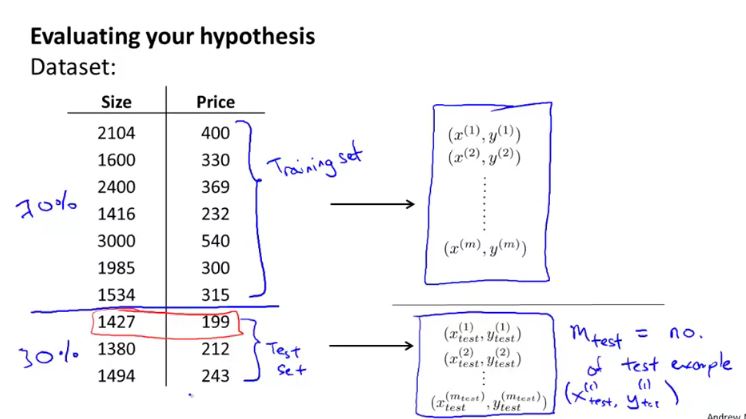 Evaluating your hypothesis
Dataset:
Size Price
2104 400
1600 330
2400 369
1416 232
3000 540
1985 300
1534 315
1427 199
1380 212
1494 243
70%
30%
Training set
Test
set
(x^{(1)}, y^{(1)})
(x^{(2)}, y^{(2)})
(x^{(m)}, y^{(m)})
(x_{test}^{(1)}, y_{test}^{(1)})
(x_{test}^{(2)}, y_{test}^{(2)})
(x_{test}^{(m_{test})}, y_{test}^{(m_{test})})
m_{test} = no.
of test example
(x_{test}^{(1)}, y_{test}^{(1)})
Andrew